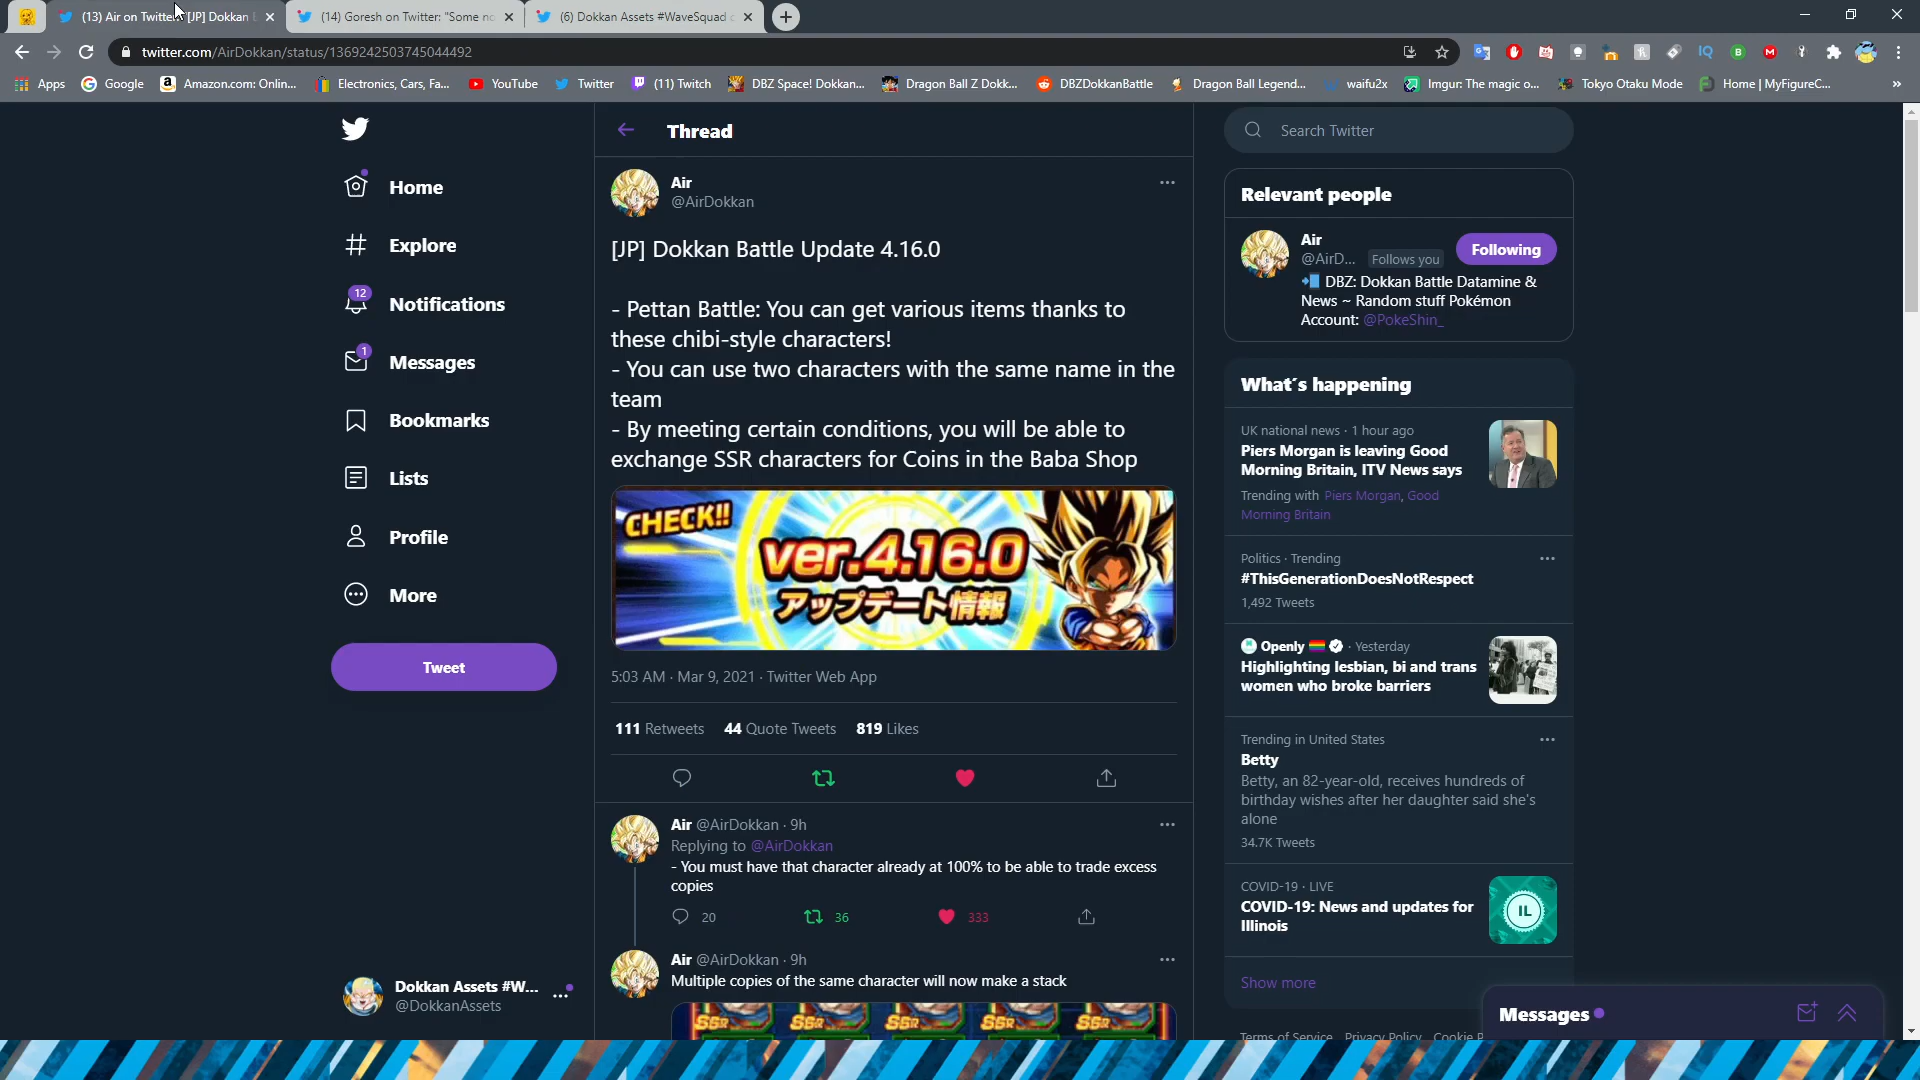 (13) Air on Twitter: "[JP] Dokkan
(14) Goresh on Twitter: "Some no
(6) Dokkan Assets #WaveSquad
twitter.com/AirDokkan/status/1369242503745044492
Apps
Google
Amazon.com: Onlin...
Electronics, Cars, Fa...
YouTube
Twitter
(11) Twitch
DBZ Space! Dokkan...
Dragon Ball Z Dokk...
DBZDokkanBattle
Dragon Ball Legend...
waifu2x
Imgur: The magic o...
Tokyo Otaku Mode
Home | MyFigureC...
Home
Explore
12
Notifications
1
Messages
Bookmarks
Lists
Profile
More
Tweet
Dokkan Assets #W...
@DokkanAssets
Thread
Air
@AirDokkan
[JP] Dokkan Battle Update 4.16.0
- Pettan Battle: You can get various items thanks to
these chibi-style characters!
- You can use two characters with the same name in the
team
- By meeting certain conditions, you will be able to
exchange SSR characters for Coins in the Baba Shop
CHECK!!
ver.4.16.0
アップデート情報
5:03 AM · Mar 9, 2021 · Twitter Web App
111 Retweets 44 Quote Tweets 819 Likes
Air @AirDokkan · 9h
Replying to @AirDokkan
- You must have that character already at 100% to be able to trade excess
copies
20 36 333
Air @AirDokkan · 9h
Multiple copies of the same character will now make a stack
SSR SSR SSR SSR SSR
Search Twitter
Relevant people
Air
@AirD... Follows you
Following
DBZ: Dokkan Battle Datamine &
News ~ Random stuff Pokémon
Account: @PokeShin_
What's happening
UK national news · 1 hour ago
Piers Morgan is leaving Good
Morning Britain, ITV News says
Trending with Piers Morgan, Good
Morning Britain
Politics · Trending
#ThisGenerationDoesNotRespect
1,492 Tweets
Openly · Yesterday
Highlighting lesbian, bi and trans
women who broke barriers
Trending in United States
Betty
Betty, an 82-year-old, receives hundreds of
birthday wishes after her daughter said she's
alone
34.7K Tweets
COVID-19 · LIVE
COVID-19: News and updates for
Illinois
IL
Show more
Terms of Service Privacy Policy Cookie P
Messages